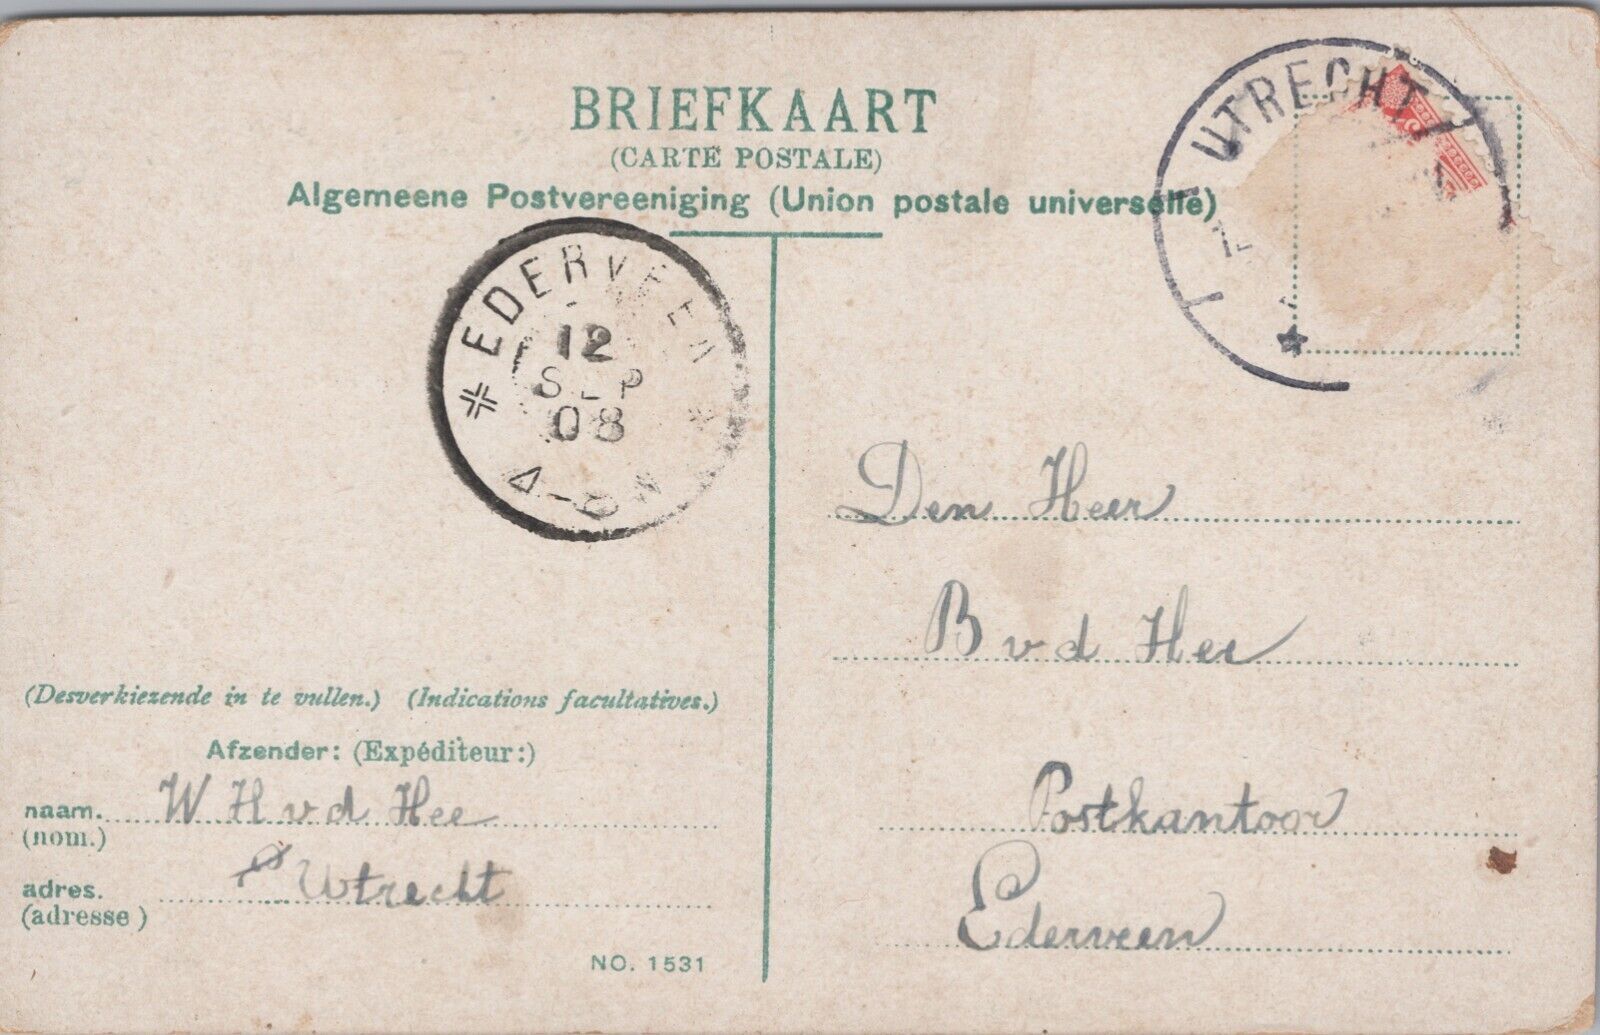 BRIEFKAART
(CARTE POSTALE)
Algemeene Postvereeniging (Union postale universelle)
UTRECHT
EDERVEEN
12
SEP
08
Den Heer
B v d Hee
Postkantoor
Ederveen
(Desverkiezende in te vullen.) (Indications facultatives.)
Afzender: (Expéditeur:)
naam. W H v d Hee
(nom.)
adres. Utrecht
(adresse)
NO. 1531